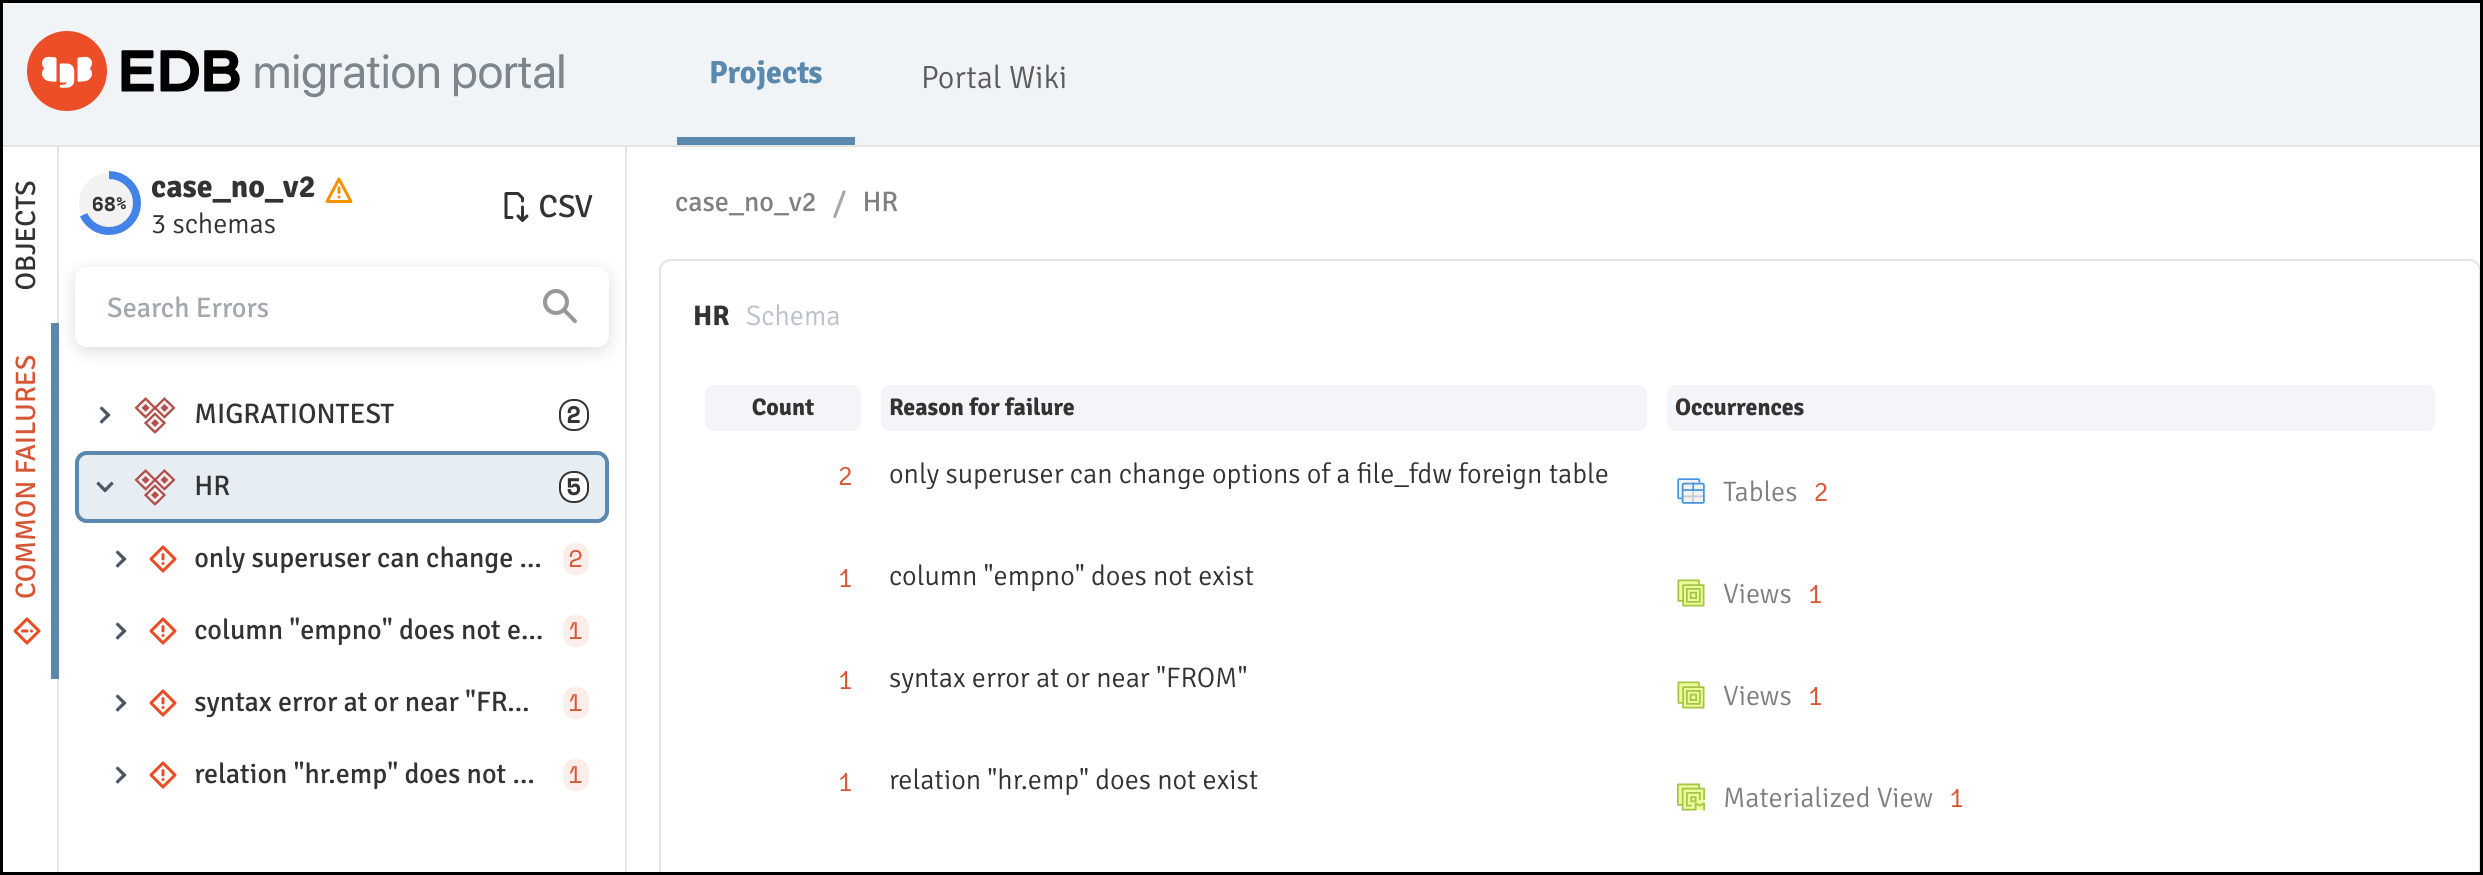 EDB migration portal
Projects
Portal Wiki
OBJECTS
COMMON FAILURES
68%
case_no_v2
3 schemas
CSV
Search Errors
MIGRATIONTEST 2
HR 5
only superuser can change ... 2
column "empno" does not e... 1
syntax error at or near "FR... 1
relation "hr.emp" does not ... 1
case_no_v2 / HR
HR Schema
Count Reason for failure Occurrences
2 only superuser can change options of a file_fdw foreign table Tables 2
1 column "empno" does not exist Views 1
1 syntax error at or near "FROM" Views 1
1 relation "hr.emp" does not exist Materialized View 1